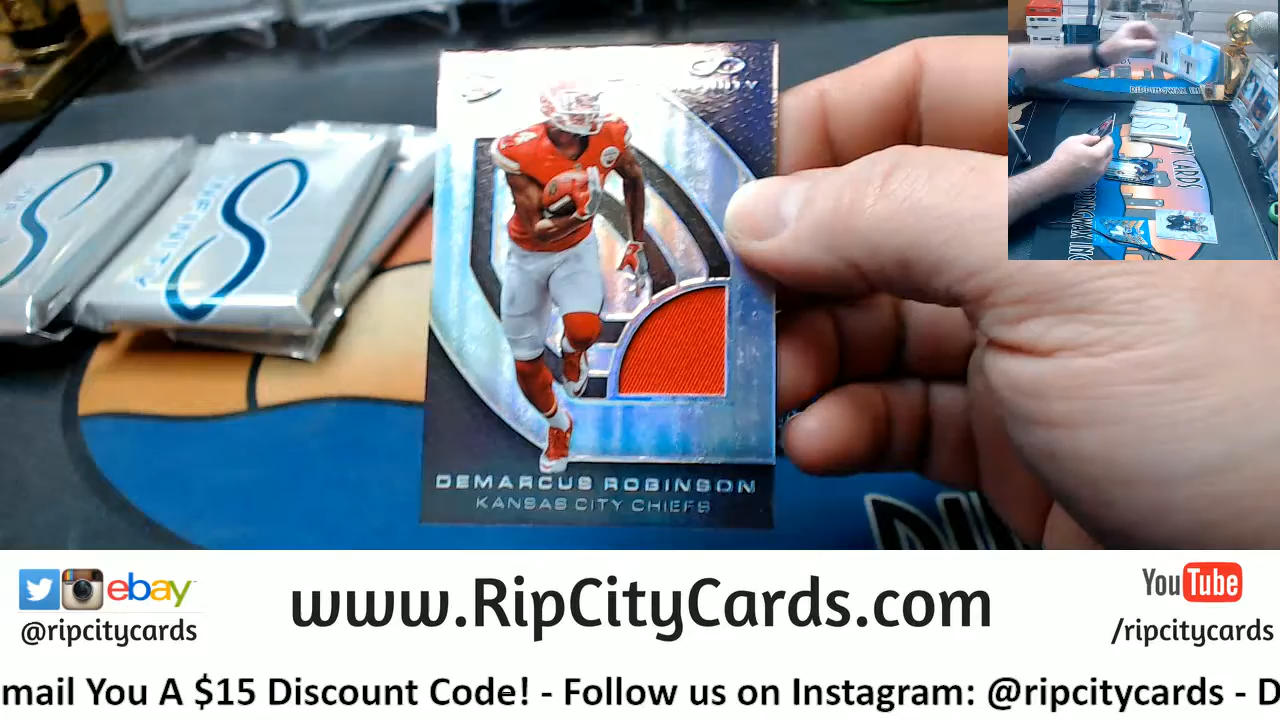 INFINITY
DEMARCUS ROBINSON
KANSAS CITY CHIEFS
ebay
@ripcitycards
www.RipCityCards.com
YouTube
/ripcitycards
mail You A $15 Discount Code! - Follow us on Instagram: @ripcitycards - D